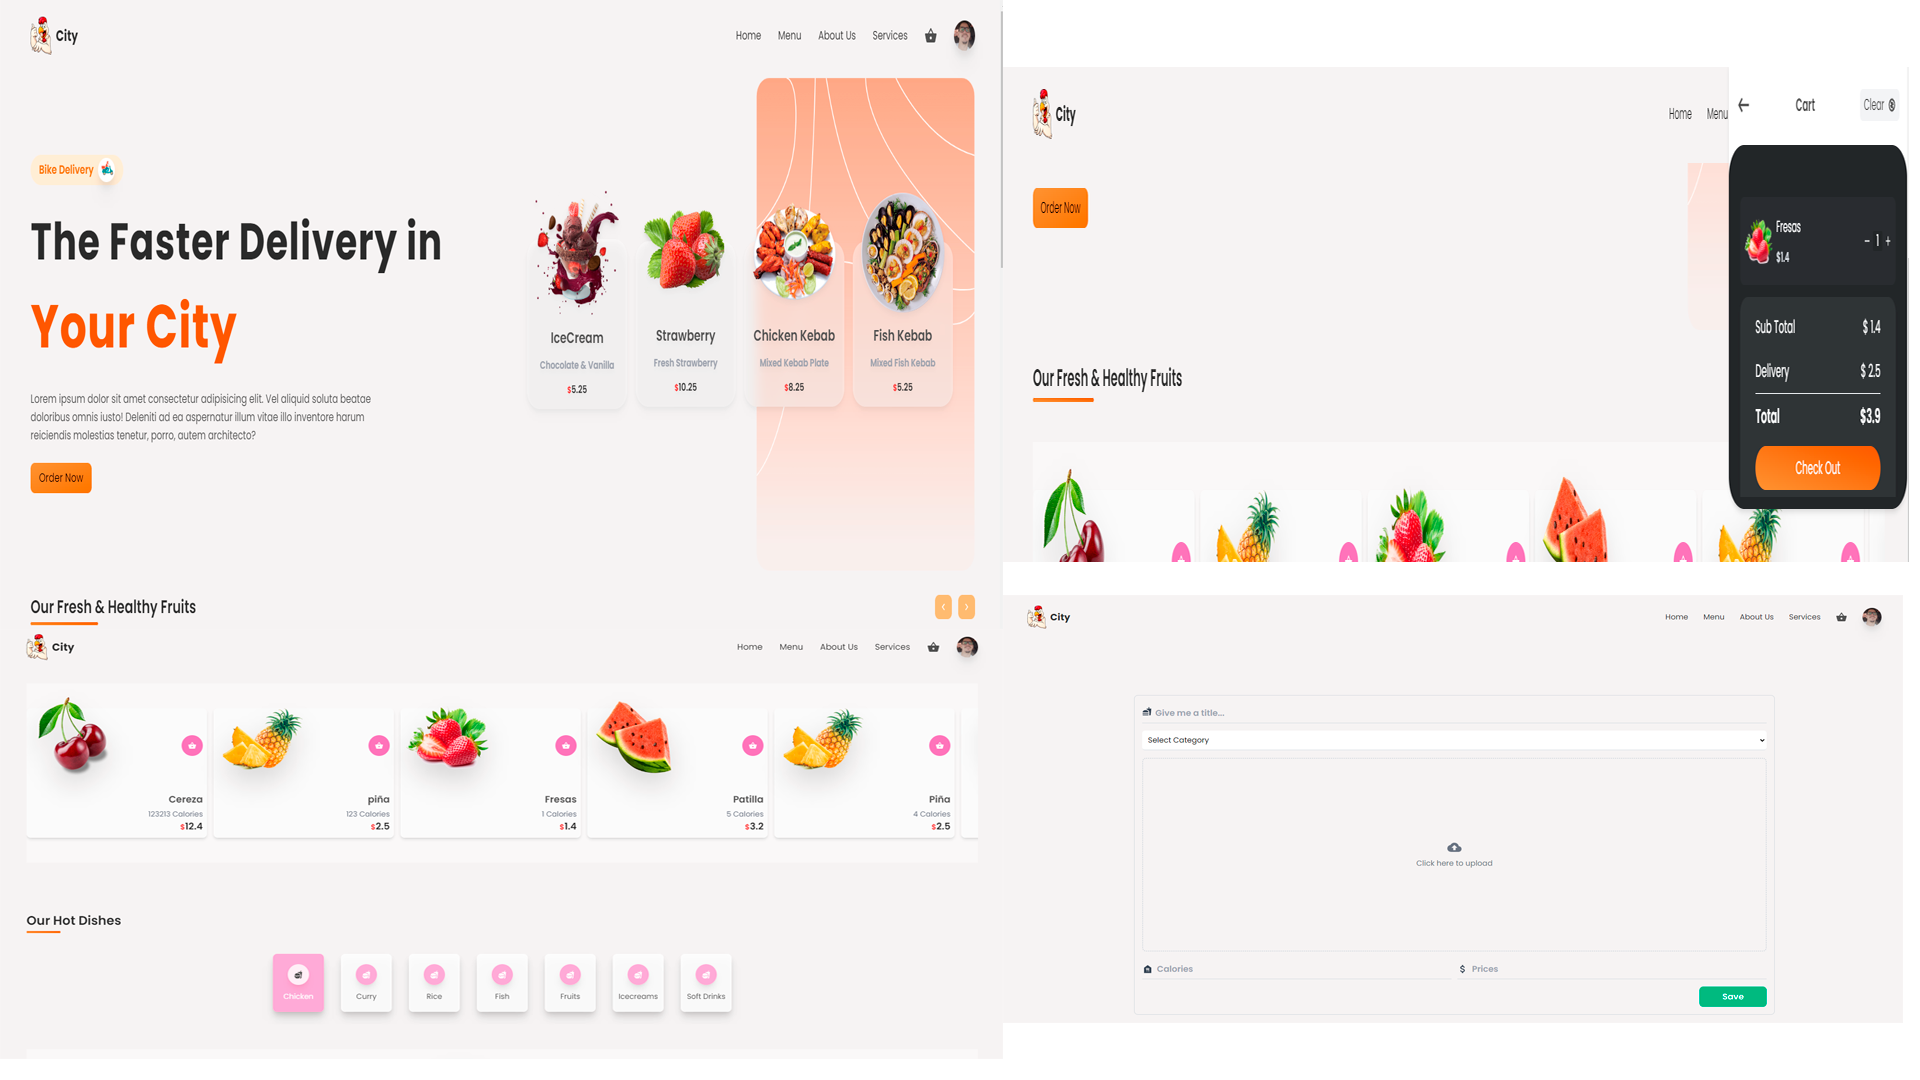 City
Home Menu About Us Services
Bike Delivery
The Faster Delivery in
Your City
Lorem ipsum dolor sit amet consectetur adipisicing elit. Vel aliquid soluta beatae
doloribus omnis iusto! Deleniti ad ea aspernatur illum vitae illo inventore harum
reiciendis molestias tenetur, porro, autem architecto?
Order Now
IceCream
Chocolate & Vanilla
$5.25
Strawberry
Fresh Strawberry
$10.25
Chicken Kebab
Mixed Kebab Plate
$8.25
Fish Kebab
Mixed Fish Kebab
$5.25
Our Fresh & Healthy Fruits
City
Home Menu About Us Services
Cereza
123213 Calories
$12.4
piña
123 Calories
$2.5
Fresas
1 Calories
$1.4
Patilla
5 Calories
$3.2
Piña
4 Calories
$2.5
Our Hot Dishes
Chicken
Curry
Rice
Fish
Fruits
Icecreams
Soft Drinks
City
Home Menu
Order Now
Our Fresh & Healthy Fruits
Cart
Clear
Fresas
$1.4
- 1 +
Sub Total $ 1.4
Delivery $ 2.5
Total $3.9
Check Out
City
Home Menu About Us Services
Give me a title...
Select Category
Click here to upload
Calories
$ Prices
Save